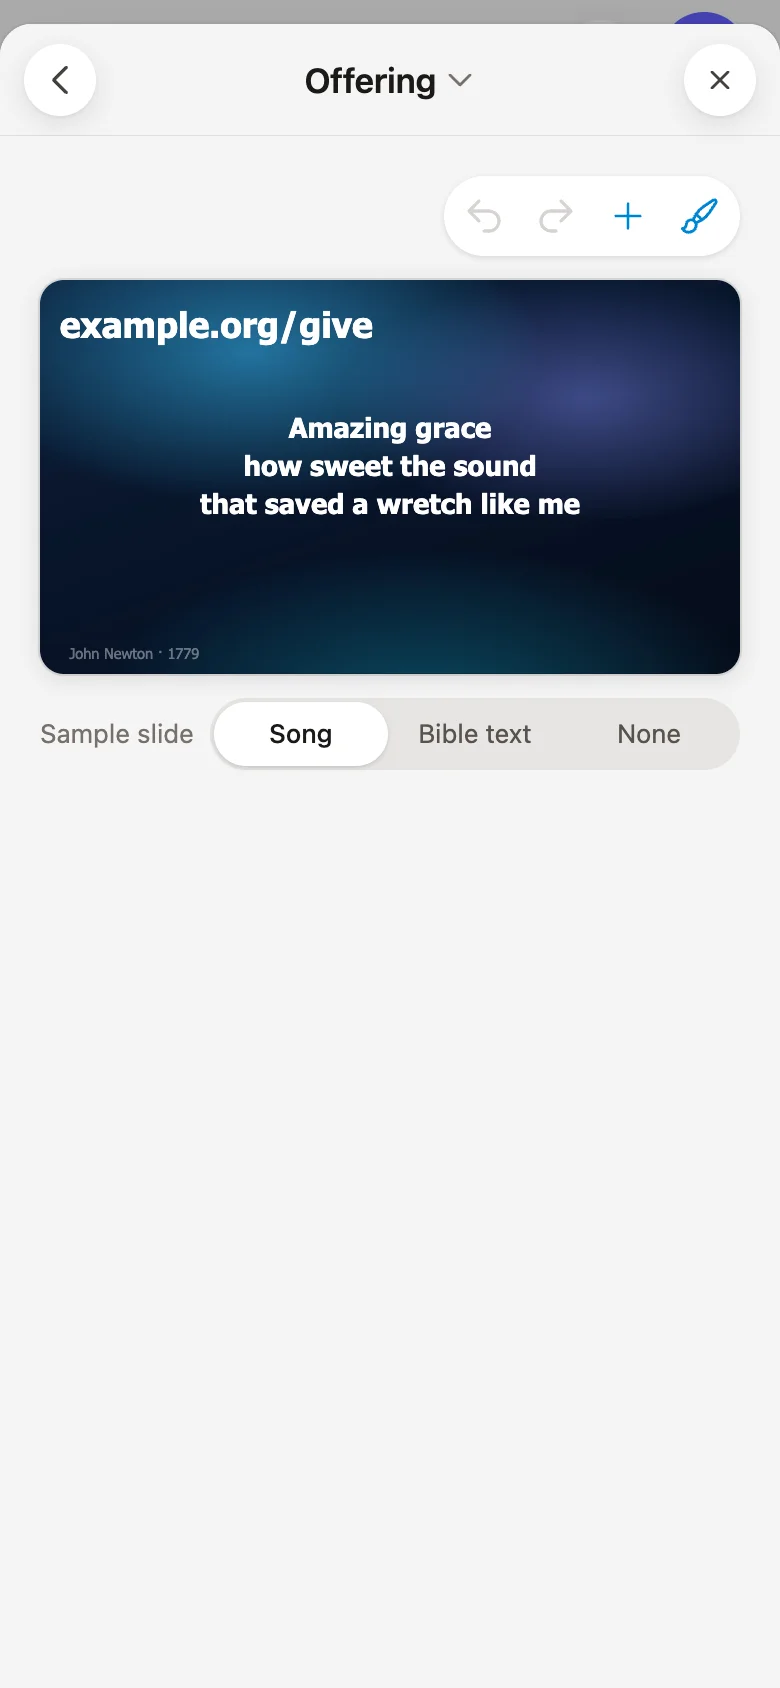 Offering
example.org/give
Amazing grace
how sweet the sound
that saved a wretch like me
John Newton · 1779
Sample slide
Song
Bible text
None